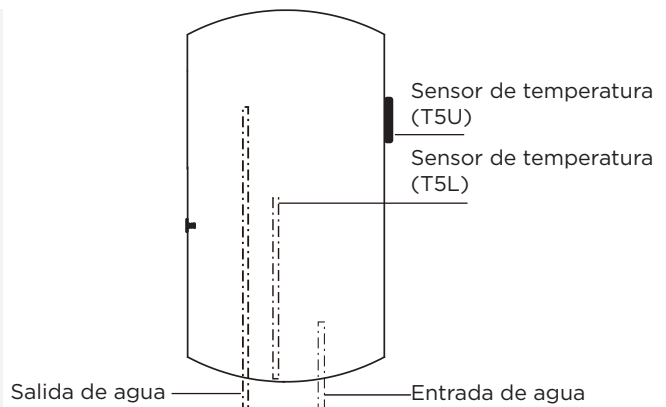 Sensor de temperatura
(T5U)
Sensor de temperatura
(T5L)
Salida de agua
Entrada de agua